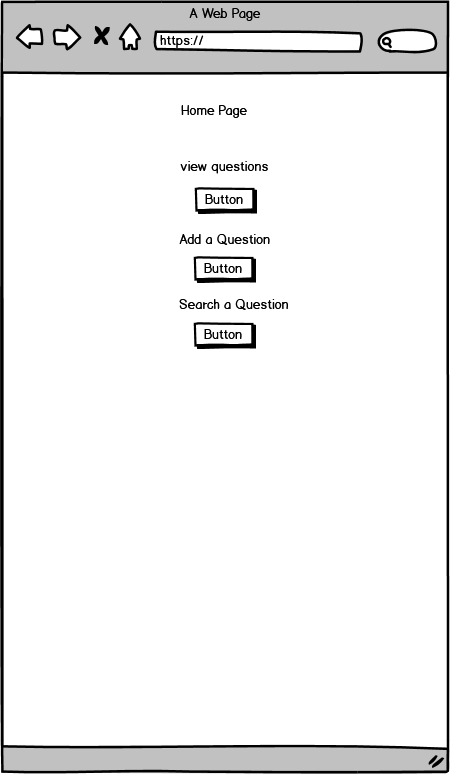 A Web Page
https://
Home Page
view questions
Button
Add a Question
Button
Search a Question
Button